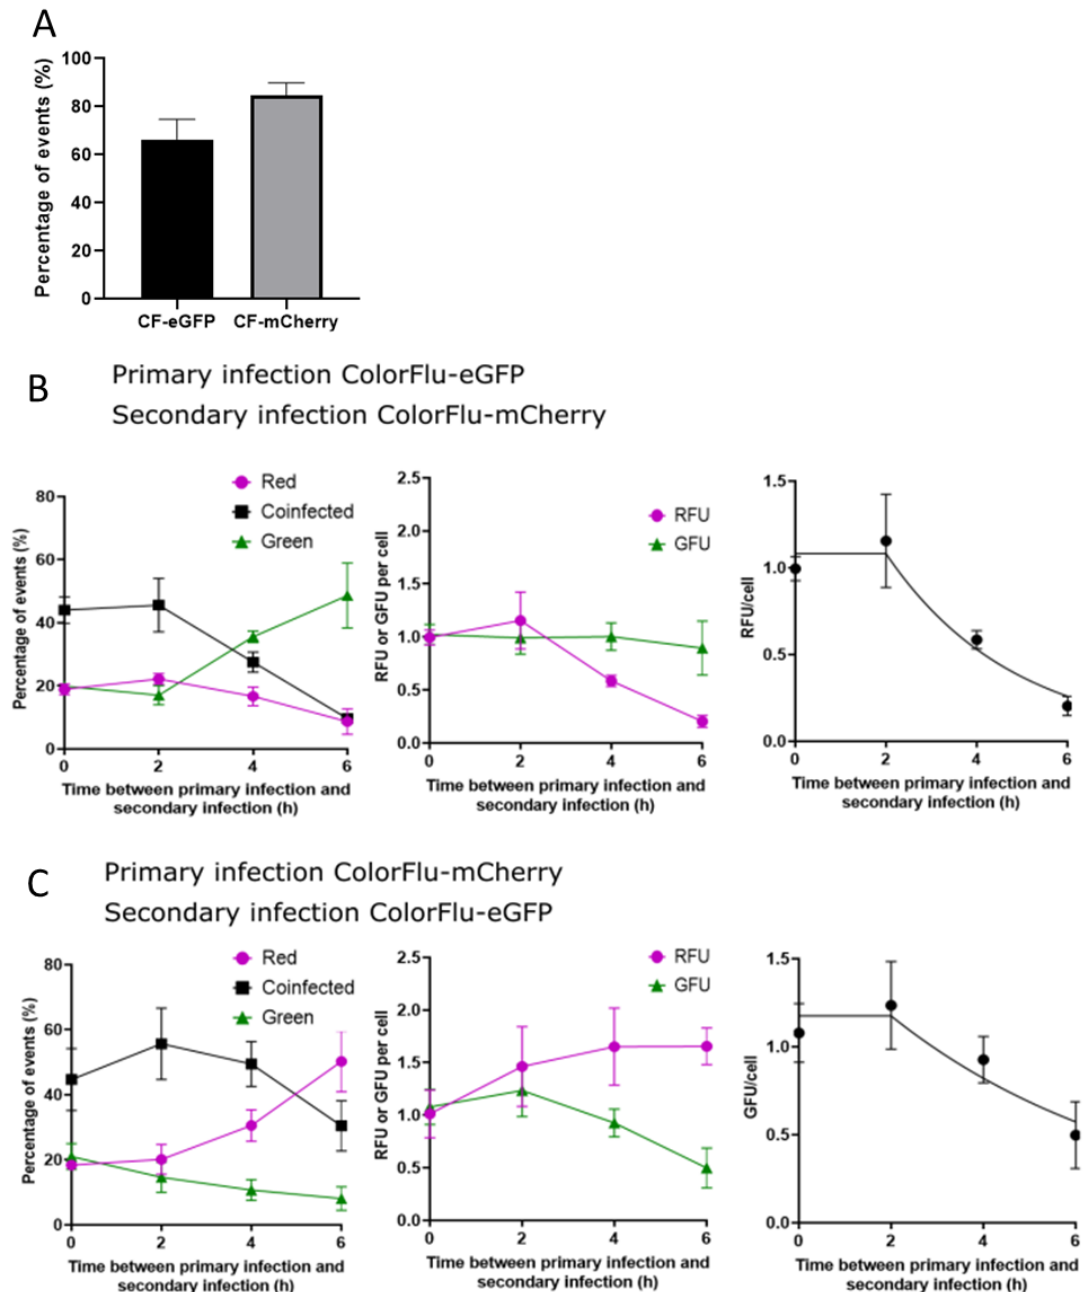 A
Percentage of events (%)
100
80
60
40
20
0
CF-eGFP CF-mCherry
B
Primary infection ColorFlu-eGFP
Secondary infection ColorFlu-mCherry
Percentage of events (%)
80
60
40
20
0
Red
Coinfected
Green
0 2 4 6
Time between primary infection and
secondary infection (h)
RFU or GFU per cell
2.5
2.0
1.5
1.0
0.5
0.0
RFU
GFU
0 2 4 6
Time between primary infection and
secondary infection (h)
RFU/cell
1.5
1.0
0.5
0.0
0 2 4 6
Time between primary infection and
secondary infection (h)
C
Primary infection ColorFlu-mCherry
Secondary infection ColorFlu-eGFP
Percentage of events (%)
80
60
40
20
0
Red
Coinfected
Green
0 2 4 6
Time between primary infection and
secondary infection (h)
RFU or GFU per cell
2.5
2.0
1.5
1.0
0.5
0.0
RFU
GFU
0 2 4 6
Time between primary infection and
secondary infection (h)
GFU/cell
1.5
1.0
0.5
0.0
0 2 4 6
Time between primary infection and
secondary infection (h)